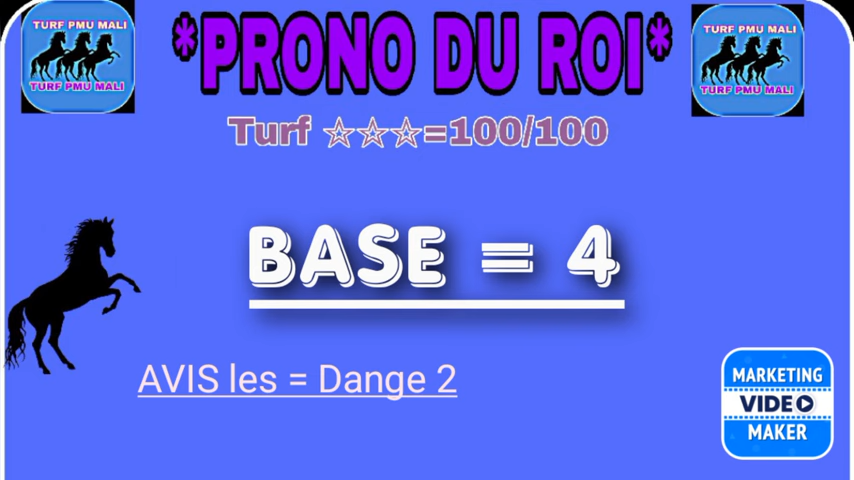 TURF PMU MALI
TURF PMU MALI
*PRONO DU ROI*
TURF PMU MALI
TURF PMU MALI
Turf ☆☆☆=100/100
BASE = 4
AVIS les = Dange 2
MARKETING
VIDEO
MAKER